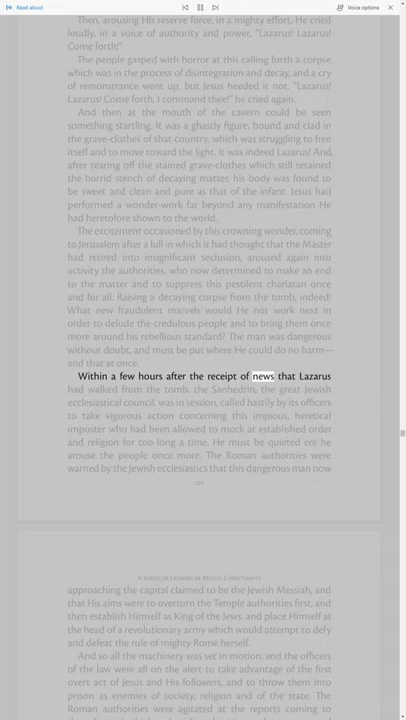 Read aloud
Voice options
Then, arousing His reserve force, in a mighty effort, He cried
loudly, in a voice of authority and power, "Lazarus! Lazarus!
Come forth!"
The people gasped with horror at this calling forth a corpse
which was in the process of disintegration and decay, and a cry
of remonstrance went up, but Jesus heeded it not. "Lazarus!
Lazarus! Come forth, I command thee!" he cried again.
And then at the mouth of the cavern could be seen
something startling. It was a ghastly figure, bound and clad in
the grave-clothes of that country, which was struggling to free
itself and to move toward the light. It was indeed Lazarus! And,
after tearing off the stained grave-clothes which still retained
the horrid stench of decaying matter, his body was found to
be sweet and clean and pure as that of the infant. Jesus had
performed a wonder-work far beyond any manifestation He
had heretofore shown to the world.
The excitement occasioned by this crowning wonder, coming
to Jerusalem after a lull in which it had thought that the Master
had retired into insignificant seclusion, aroused again into
activity the authorities, who now determined to make an end
to the matter and to suppress this pestilent charlatan once
and for all. Raising a decaying corpse from the tomb, indeed!
What new fraudulent marvels would He not work next in
order to delude the credulous people and to bring them once
more around his rebellious standard? The man was dangerous
without doubt, and must be put where He could do no harm—
and that at once.
Within a few hours after the receipt of news that Lazarus
had walked from the tomb, the Sanhedrin, the great Jewish
ecclesiastical council, was in session, called hastily by its officers
to take vigorous action concerning this impious, heretical
imposter who had been allowed to mock at established order
and religion for too long a time. He must be quieted ere he
arouse the people once more. The Roman authorities were
warned by the Jewish ecclesiastics that this dangerous man now
A Series of Lessons in Mystic Christianity
approaching the capital claimed to be the Jewish Messiah, and
that His aims were to overturn the Temple authorities first, and
then establish Himself as King of the Jews, and place Himself at
the head of a revolutionary army which would attempt to defy
and defeat the rule of mighty Rome herself.
And so all the machinery was set in motion, and the officers
of the law were all on the alert to take advantage of the first
overt act of Jesus and His followers, and to throw them into
prison as enemies of society, religion and of the state. The
Roman authorities were agitated at the reports coming to